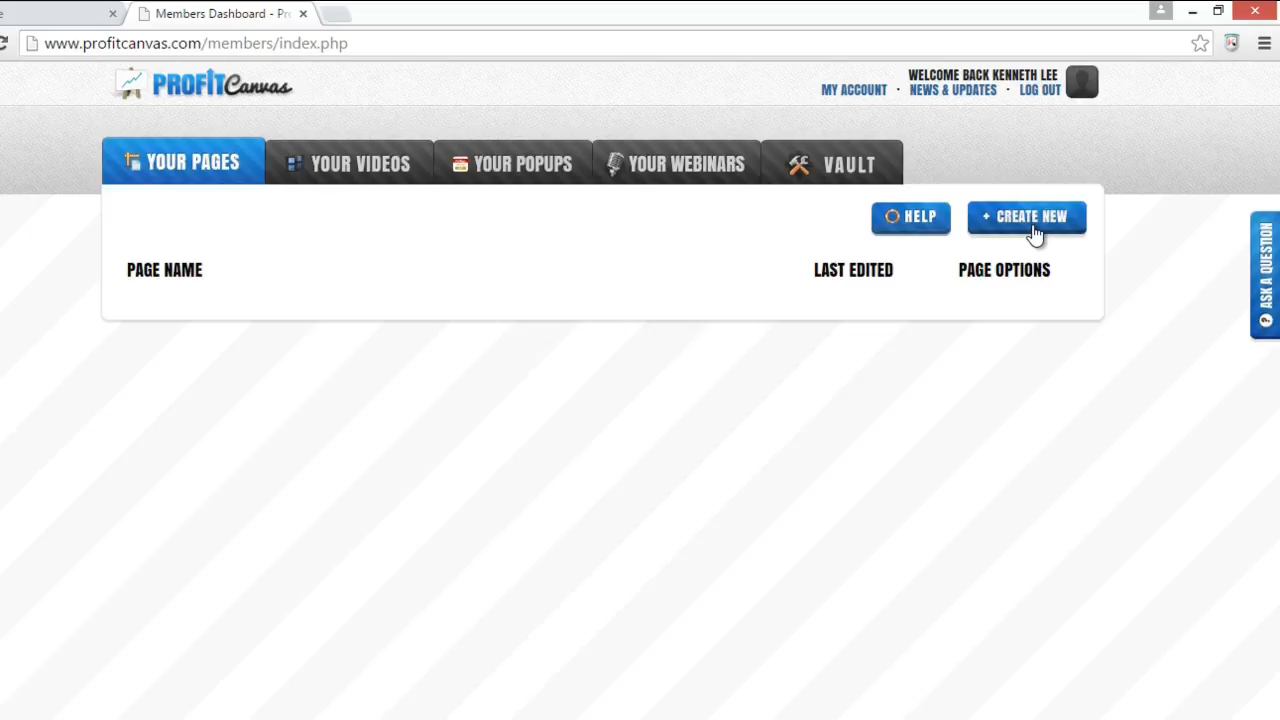 Members Dashboard - Pr
www.profitcanvas.com/members/index.php
PROFIT Canvas
WELCOME BACK KENNETH LEE
MY ACCOUNT · NEWS & UPDATES · LOG OUT
YOUR PAGES
YOUR VIDEOS
YOUR POPUPS
YOUR WEBINARS
VAULT
HELP
+ CREATE NEW
PAGE NAME
LAST EDITED
PAGE OPTIONS
ASK A QUESTION